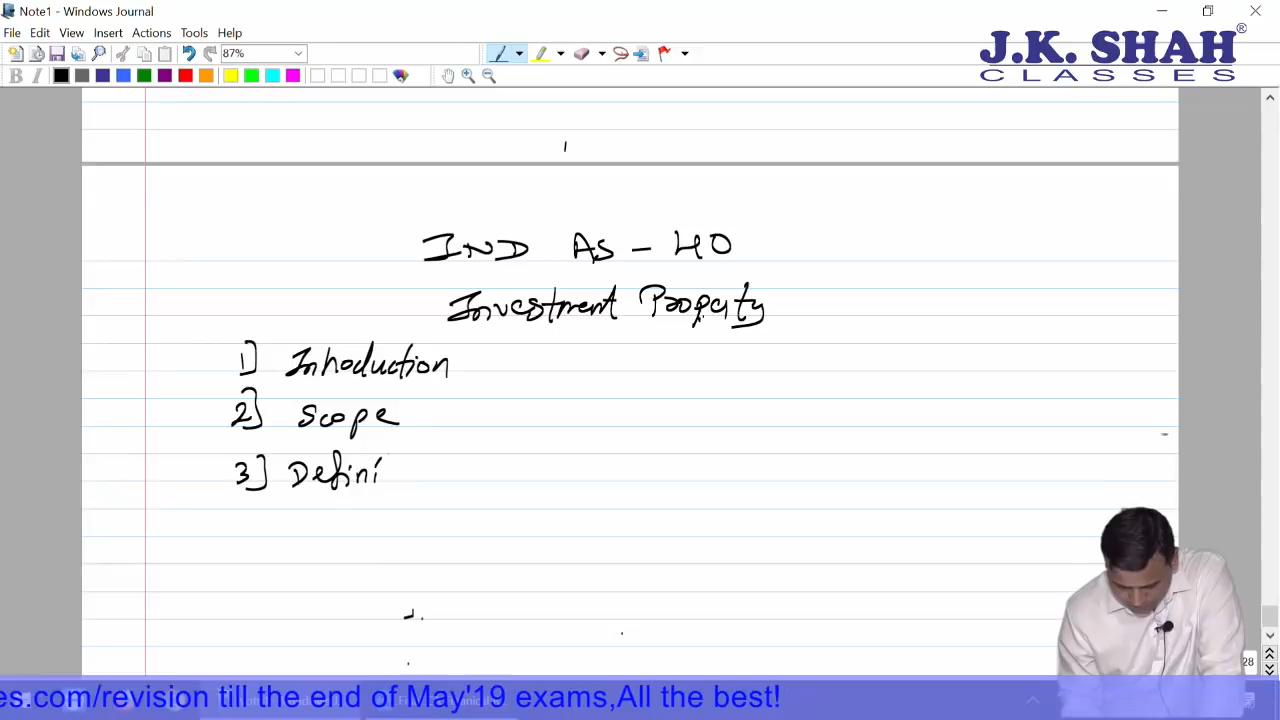 Note1 - Windows Journal
File Edit View Insert Actions Tools Help
87%
J.K. SHAH®
CLASSES
IND AS - 40
Investment Property
1] Introduction
2] Scope
3] Defini
28
es.com/revision till the end of May'19 exams,All the best!